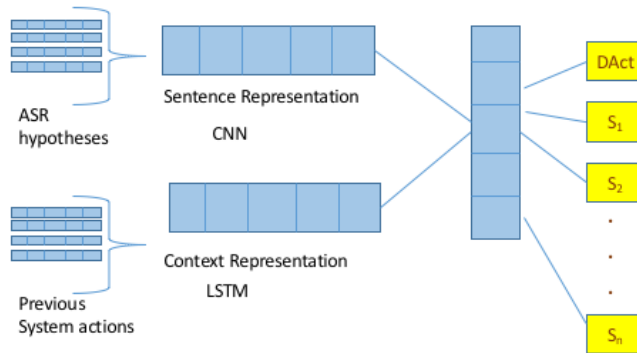 ASR
hypotheses
Sentence Representation
CNN
Previous
System actions
Context Representation
LSTM
DAct
S₁
S₂
.
.
.
Sₙ